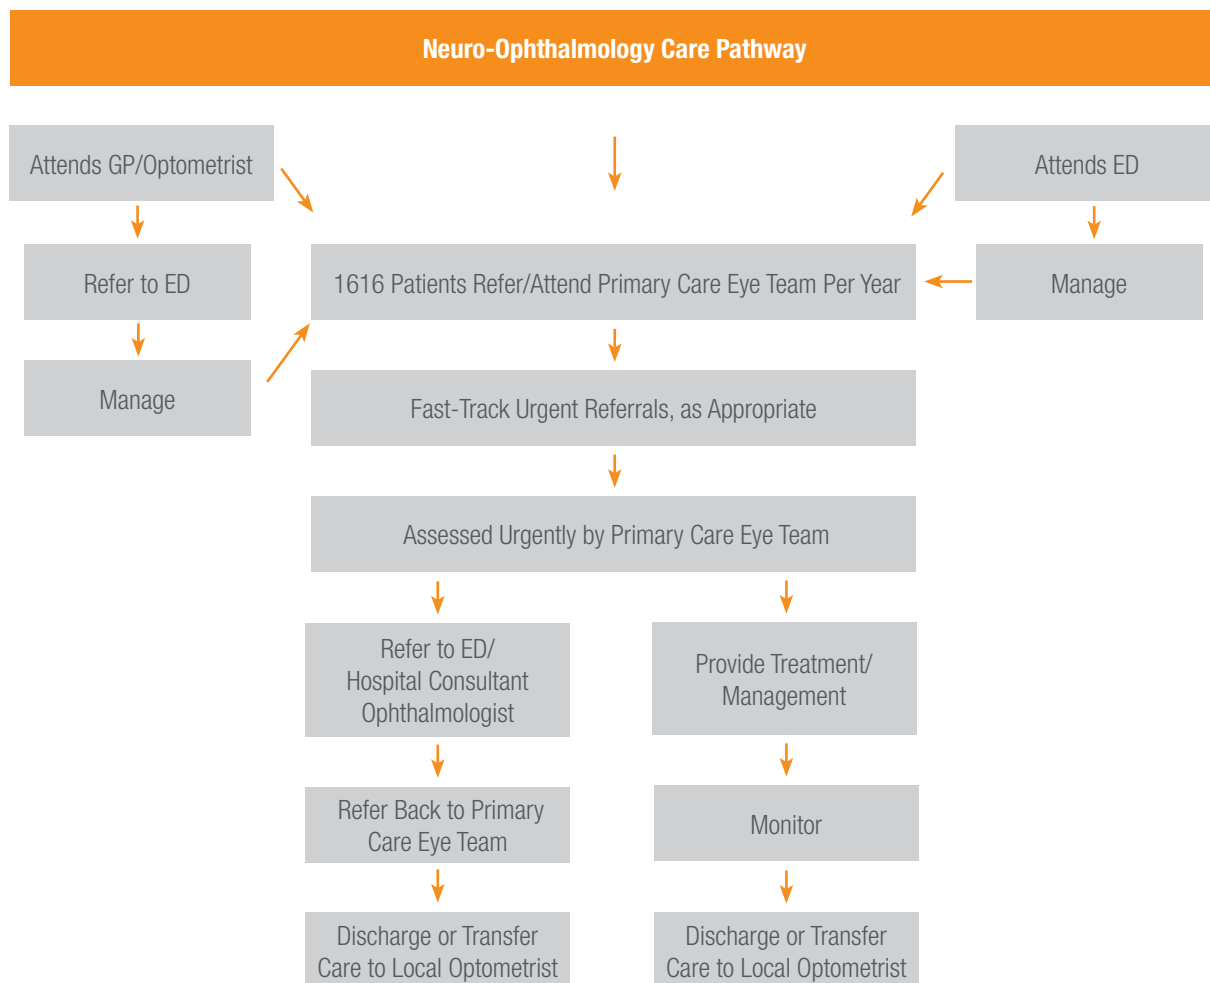 Neuro-Ophthalmology Care Pathway
Attends GP/Optometrist
Attends ED
Refer to ED
1616 Patients Refer/Attend Primary Care Eye Team Per Year
Manage
Manage
Fast-Track Urgent Referrals, as Appropriate
Assessed Urgently by Primary Care Eye Team
Refer to ED/
Hospital Consultant
Ophthalmologist
Provide Treatment/
Management
Refer Back to Primary
Care Eye Team
Monitor
Discharge or Transfer
Care to Local Optometrist
Discharge or Transfer
Care to Local Optometrist